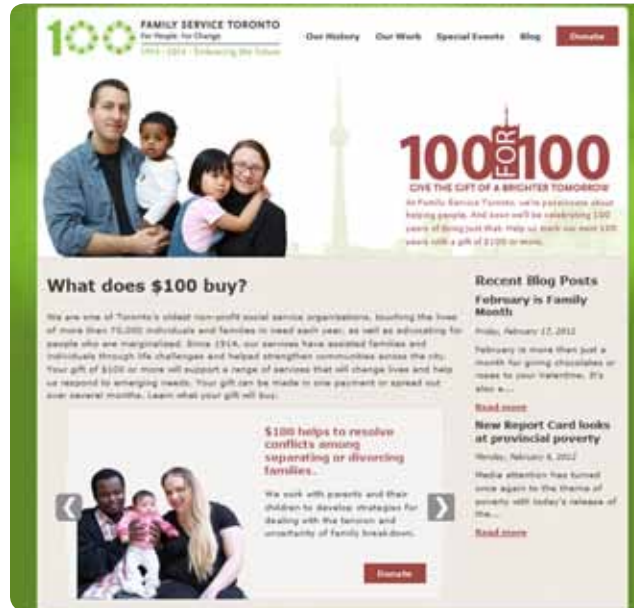 100 FAMILY SERVICE TORONTO
For People, For Change
1914 - 2014 · Embracing the Future
Our History Our Work Special Events Blog Donate
100 FOR 100
GIVE THE GIFT OF A BRIGHTER TOMORROW
At Family Service Toronto, we're passionate about
helping people. And soon we'll be celebrating 100
years of doing just that. Help us mark our next 100
years with a gift of $100 or more.
What does $100 buy?
We are one of Toronto's oldest non-profit social service organizations, touching the lives
of more than 70,000 individuals and families in need each year, as well as advocating for
people who are marginalized. Since 1914, our services have assisted families and
individuals through life challenges and helped strengthen communities across the city.
Your gift of $100 or more will support a range of services that will change lives and help
us respond to emerging needs. Your gift can be made in one payment or spread out
over several months. Learn what your gift will buy.
$100 helps to resolve
conflicts among
separating or divorcing
families.
We work with parents and their
children to develop strategies for
dealing with the tension and
uncertainty of family breakdown.
Donate
Recent Blog Posts
February is Family
Month
Friday, February 17, 2012
February is more than just a
month for giving chocolates or
roses to your Valentine. It's
also a...
Read more
New Report Card looks
at provincial poverty
Monday, February 6, 2012
Media attention has turned
once again to the theme of
poverty with today's release of
the...
Read more